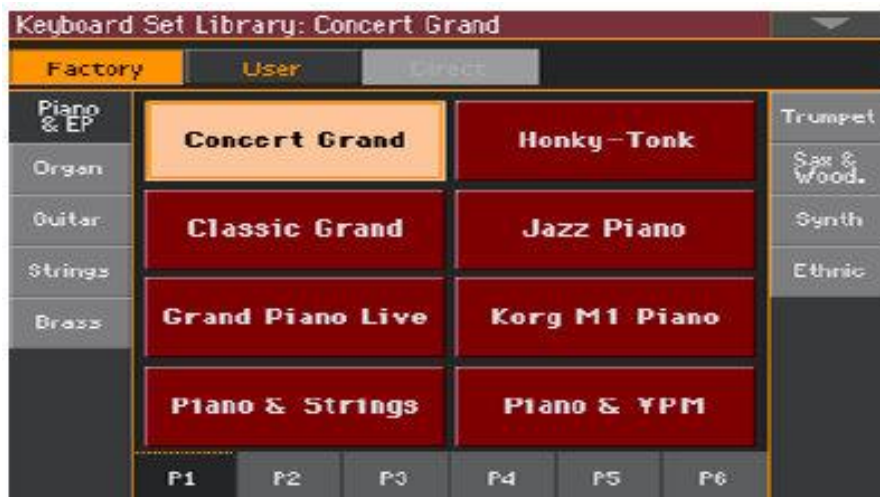 Keyboard Set Library: Concert Grand
Factory
User
Direct
Piano
& EP
Organ
Guitar
Strings
Brass
Concert Grand
Honky-Tonk
Classic Grand
Jazz Piano
Grand Piano Live
Korg M1 Piano
Piano & Strings
Piano & YPM
Trumpet
Sax &
Wood.
Synth
Ethnic
P1
P2
P3
P4
P5
P6